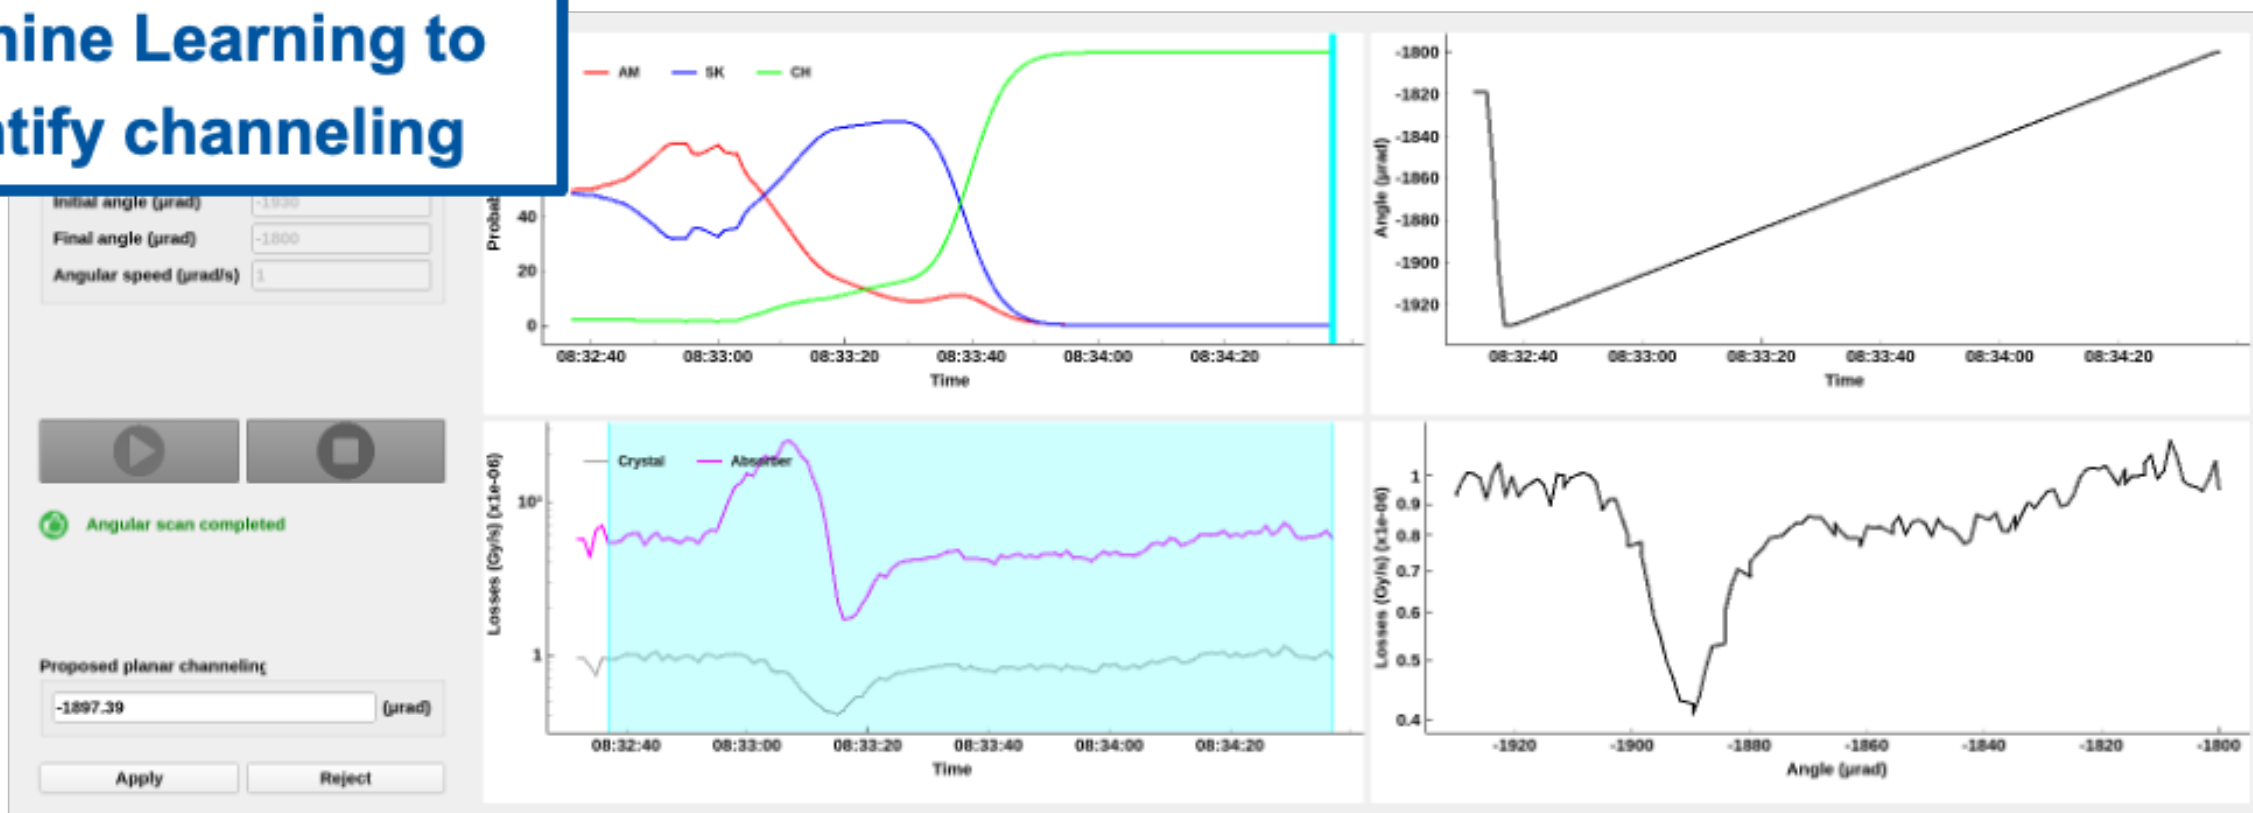 hine Learning to
ntify channeling
Initial angle (µrad) -1930
Final angle (µrad) -1800
Angular speed (µrad/s) 1
Angular scan completed
Proposed planar channeling
-1897.39 (µrad)
Apply Reject
AM SK CH
Probab
40
20
0
08:32:40 08:33:00 08:33:20 08:33:40 08:34:00 08:34:20
Time
Angle (µrad)
-1800
-1820
-1840
-1860
-1880
-1900
-1920
08:32:40 08:33:00 08:33:20 08:33:40 08:34:00 08:34:20
Time
Crystal Absorber
Losses (Gy/s) (x1e-06)
1
08:32:40 08:33:00 08:33:20 08:33:40 08:34:00 08:34:20
Time
Losses (Gy/s) (x1e-06)
1
0.9
0.8
0.7
0.6
0.5
0.4
-1920 -1900 -1880 -1860 -1840 -1820 -1800
Angle (µrad)